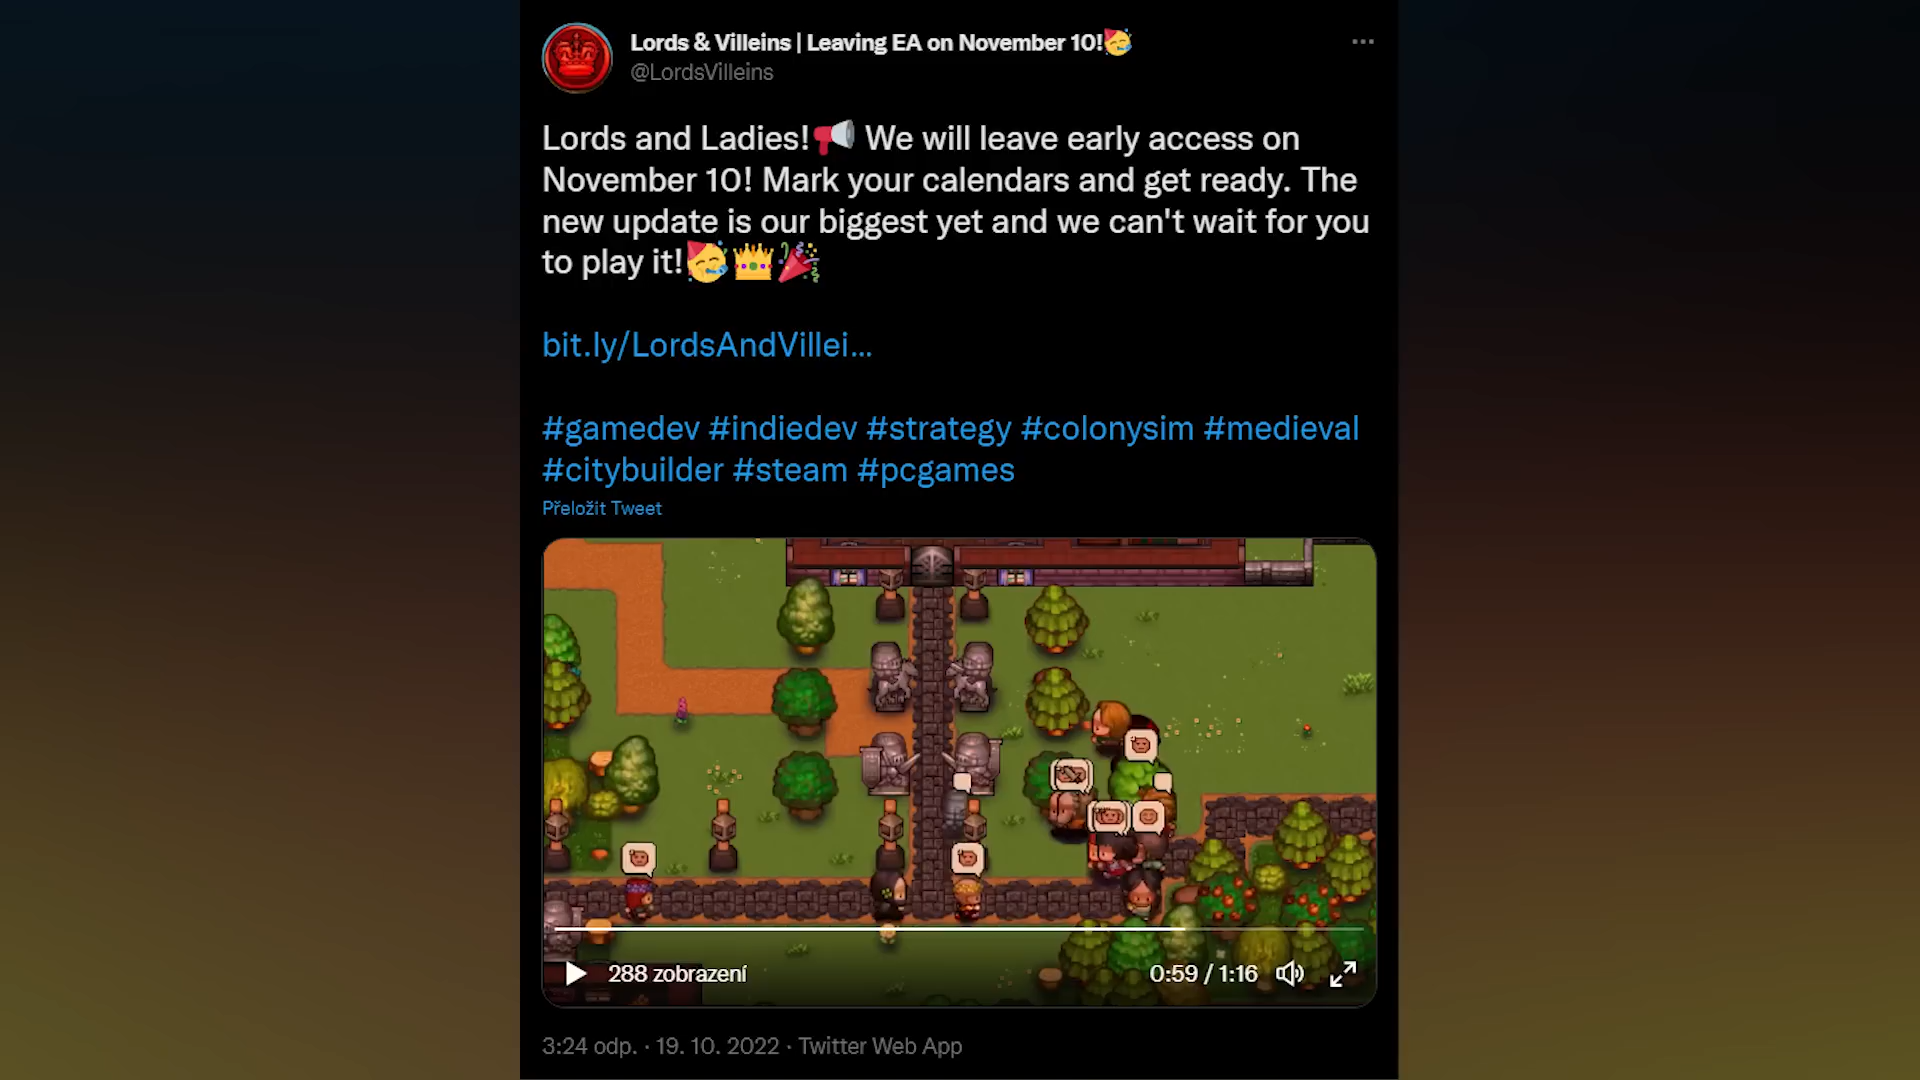 Lords & Villeins | Leaving EA on November 10!🥳
@LordsVilleins
Lords and Ladies!📢 We will leave early access on
November 10! Mark your calendars and get ready. The
new update is our biggest yet and we can't wait for you
to play it!🥳👑🎉
bit.ly/LordsAndVillei...
#gamedev #indiedev #strategy #colonysim #medieval
#citybuilder #steam #pcgames
Přeložit Tweet
288 zobrazení
0:59 / 1:16
3:24 odp. · 19. 10. 2022 · Twitter Web App